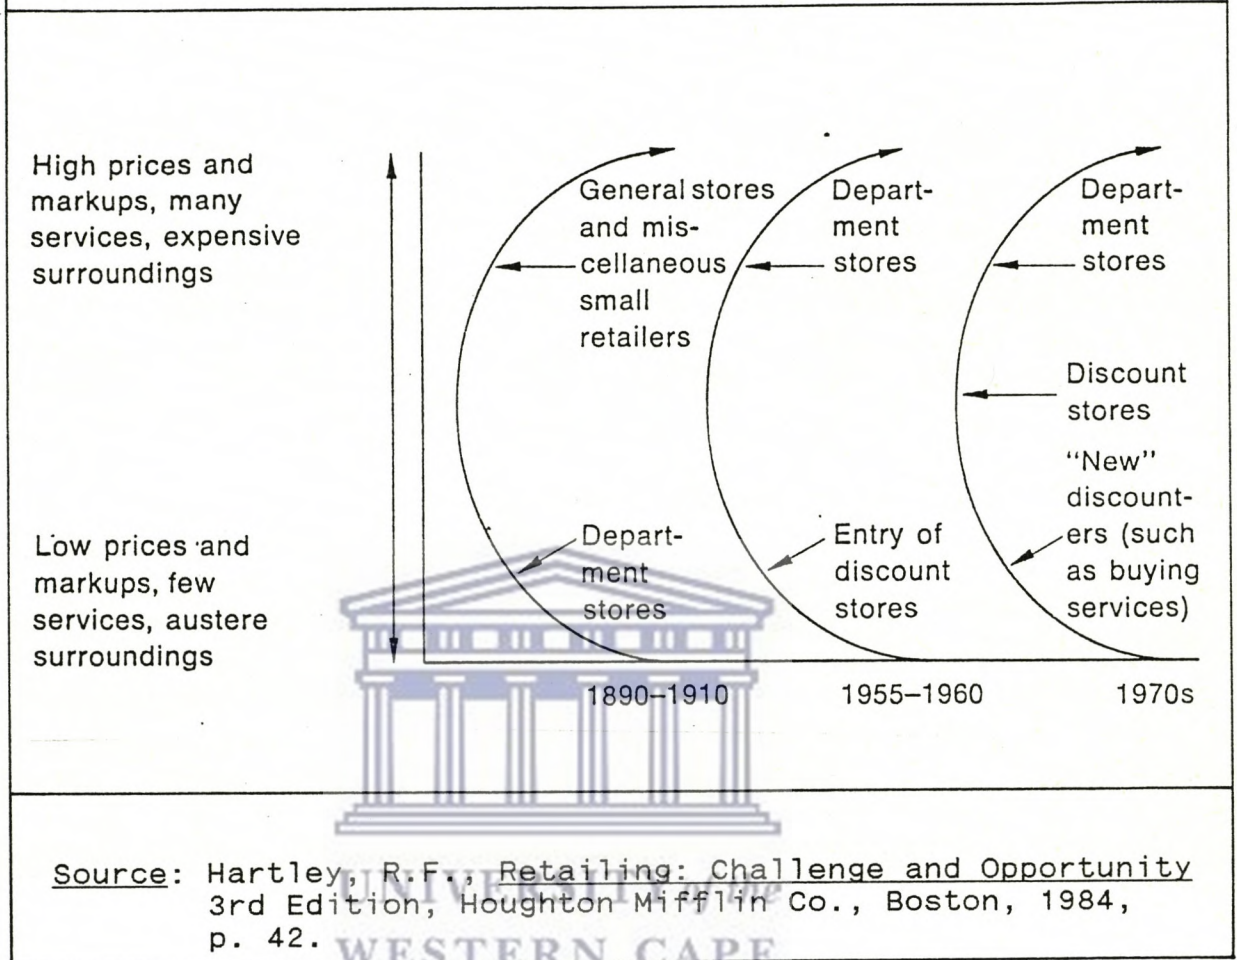 High prices and
markups, many
services, expensive
surroundings
Low prices and
markups, few
services, austere
surroundings
General stores
and mis-
cellaneous
small
retailers
Depart-
ment
stores
1890–1910
Depart-
ment
stores
Entry of
discount
stores
1955–1960
Depart-
ment
stores
Discount
stores
“New”
discount-
ers (such
as buying
services)
1970s
Source: Hartley, R.F., Retailing: Challenge and Opportunity
3rd Edition, Houghton Mifflin Co., Boston, 1984,
p. 42.
UNIVERSITY of the
WESTERN CAPE